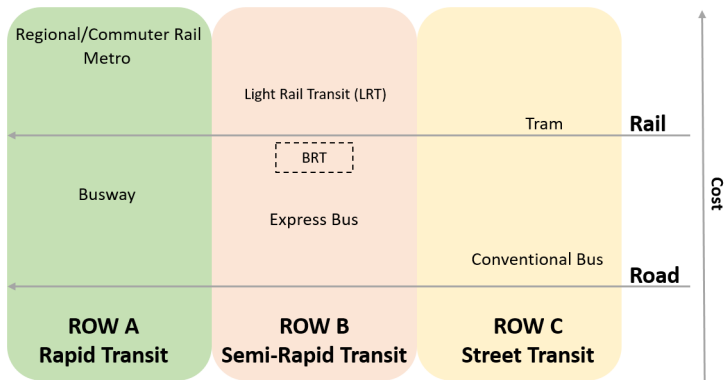 Regional/Commuter Rail
Metro
Light Rail Transit (LRT)
Tram
Rail
BRT
Busway
Express Bus
Cost
Conventional Bus
Road
ROW A
Rapid Transit
ROW B
Semi-Rapid Transit
ROW C
Street Transit